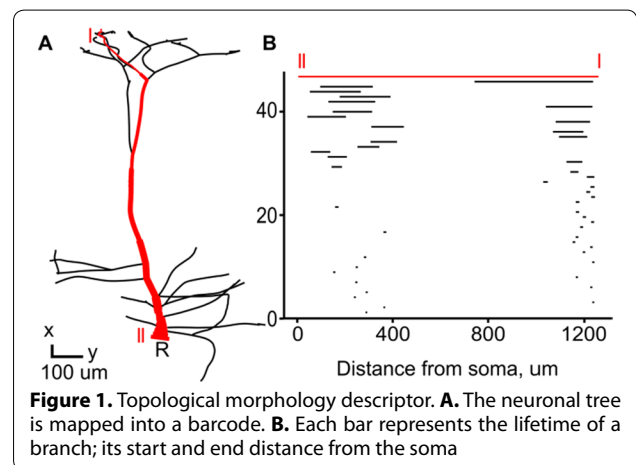 A
I
B
II
I
40
20
0
0
400
800
1200
Distance from soma, um
x
y
100 um
II
R
Figure 1. Topological morphology descriptor. A. The neuronal tree
is mapped into a barcode. B. Each bar represents the lifetime of a
branch; its start and end distance from the soma